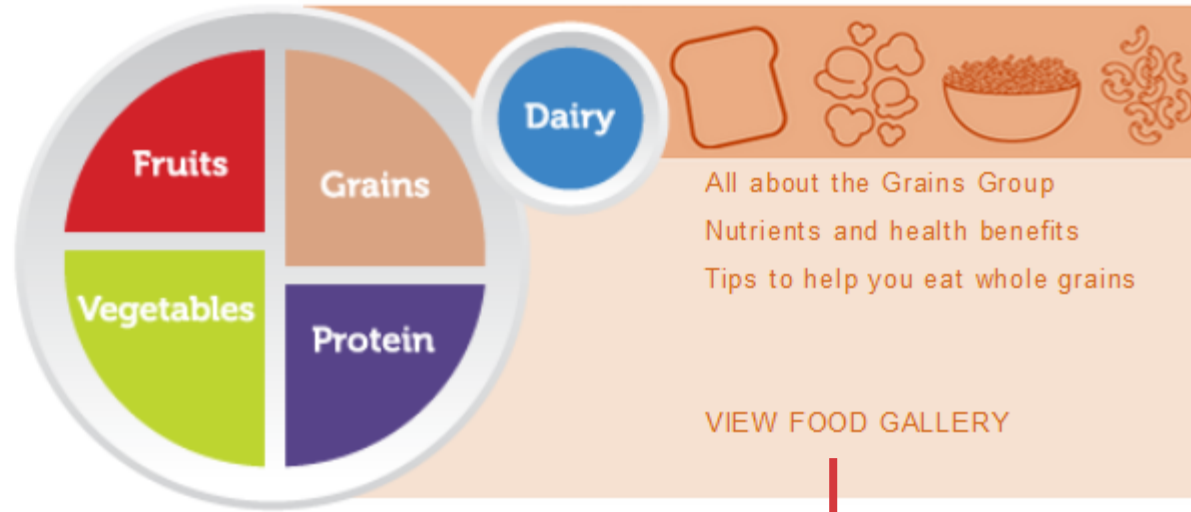 Fruits
Grains
Vegetables
Protein
Dairy
All about the Grains Group
Nutrients and health benefits
Tips to help you eat whole grains
VIEW FOOD GALLERY